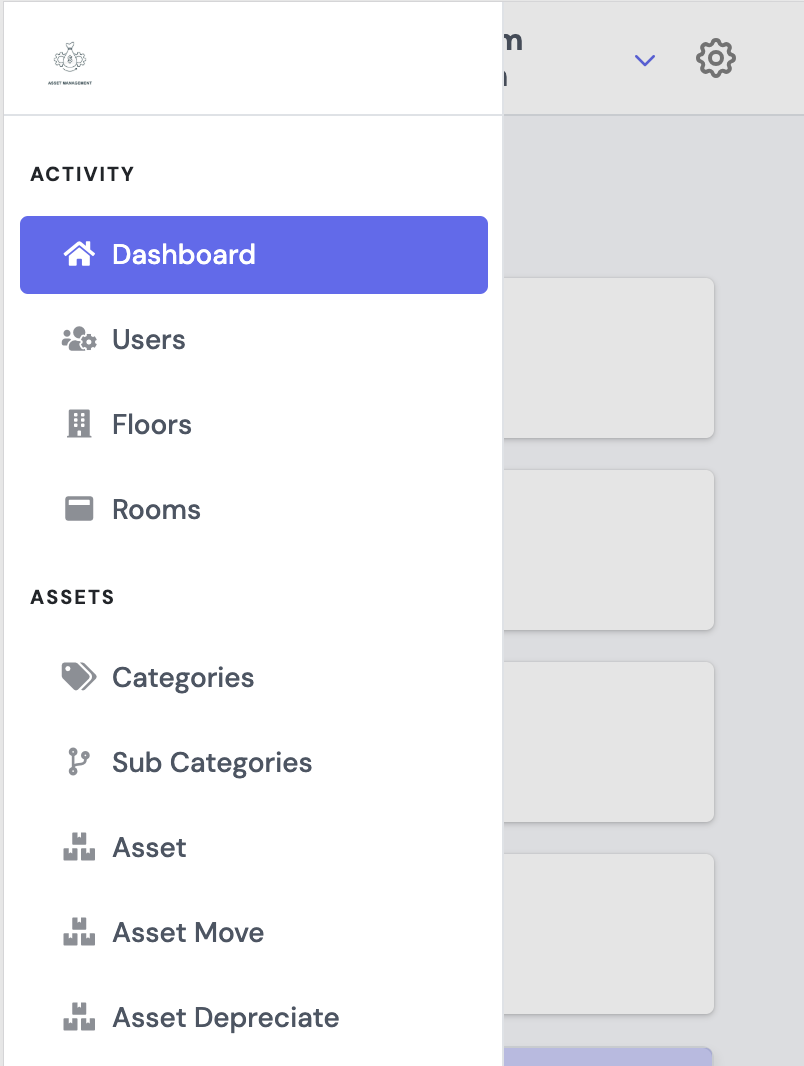 ASSET MANAGEMENT
ACTIVITY
Dashboard
Users
Floors
Rooms
ASSETS
Categories
Sub Categories
Asset
Asset Move
Asset Depreciate